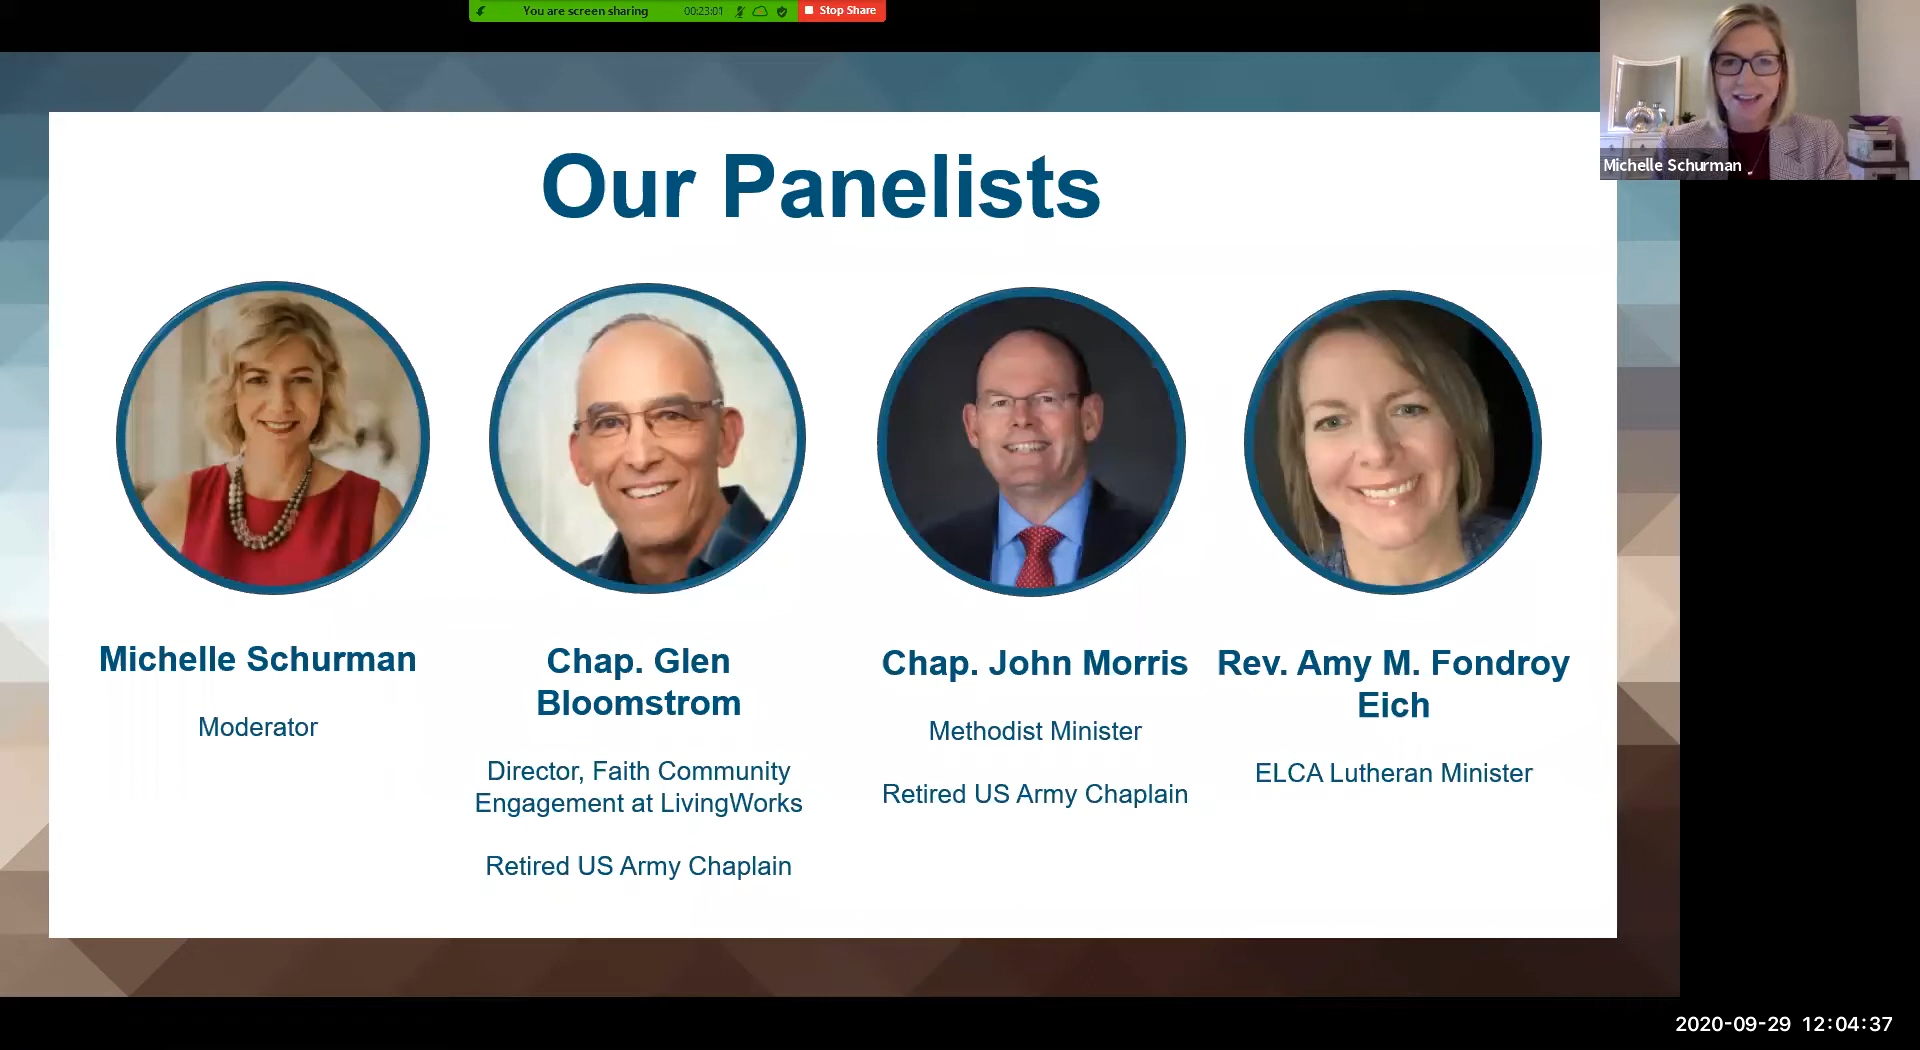 You are screen sharing 00:23:01 Stop Share
Michelle Schurman
Our Panelists
Michelle Schurman
Moderator
Chap. Glen
Bloomstrom
Director, Faith Community
Engagement at LivingWorks
Retired US Army Chaplain
Chap. John Morris
Methodist Minister
Retired US Army Chaplain
Rev. Amy M. Fondroy
Eich
ELCA Lutheran Minister
2020-09-29 12:04:37